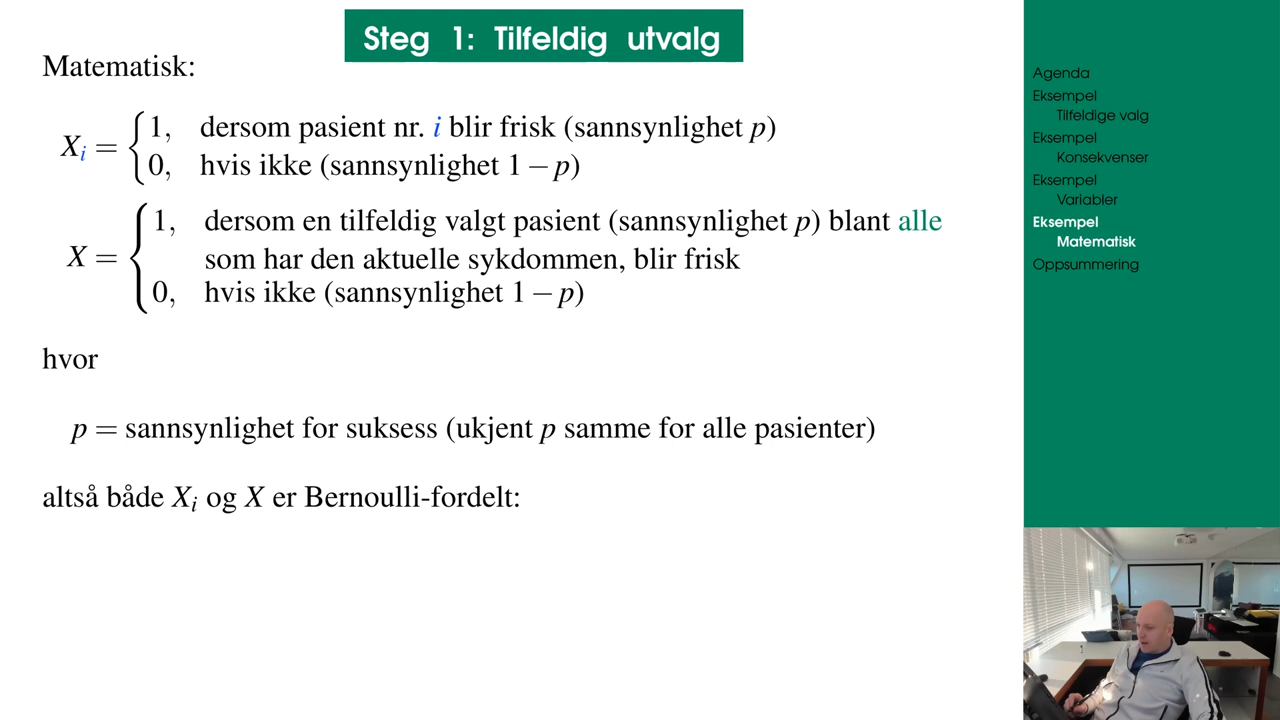 Steg 1: Tilfeldig utvalg
Matematisk:
X_i = { 1, dersom pasient nr. i blir frisk (sannsynlighet p)
0, hvis ikke (sannsynlighet 1 − p)
X = { 1, dersom en tilfeldig valgt pasient (sannsynlighet p) blant alle
som har den aktuelle sykdommen, blir frisk
0, hvis ikke (sannsynlighet 1 − p)
hvor
p = sannsynlighet for suksess (ukjent p samme for alle pasienter)
altså både X_i og X er Bernoulli-fordelt:
Agenda
Eksempel
Tilfeldige valg
Eksempel
Konsekvenser
Eksempel
Variabler
Eksempel
Matematisk
Oppsummering